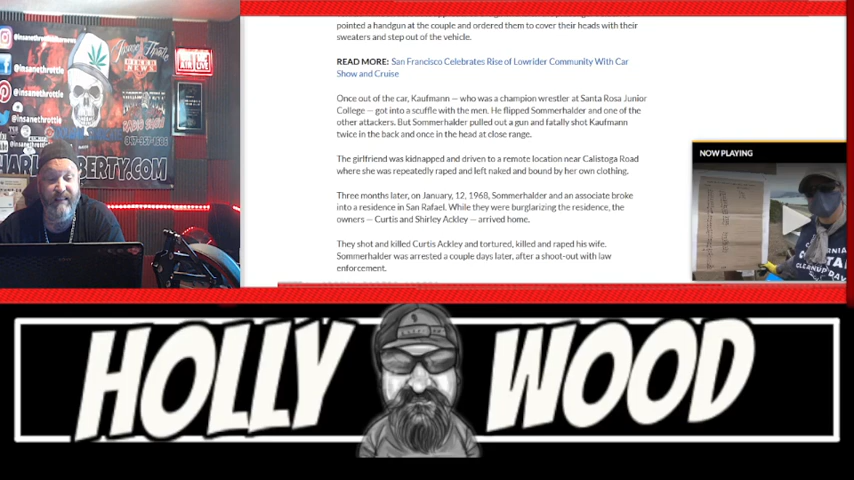 @insanethrottle
@insanethrottle
@insanethrottle
Insane Throttle
BIKER NEWS
LIVE
RADIO SHOW
pointed a handgun at the couple and ordered them to cover their heads with their
sweaters and step out of the vehicle.
READ MORE: San Francisco Celebrates Rise of Lowrider Community With Car
Show and Cruise
Once out of the car, Kaufmann — who was a champion wrestler at Santa Rosa Junior
College — got into a scuffle with the men. He flipped Sommerhalder and one of the
other attackers. But Sommerhalder pulled out a gun and fatally shot Kaufmann
twice in the back and once in the head at close range.
The girlfriend was kidnapped and driven to a remote location near Calistoga Road
where she was repeatedly raped and left naked and bound by her own clothing.
Three months later, on January, 12, 1968, Sommerhalder and an associate broke
into a residence in San Rafael. While they were burglarizing the residence, the
owners — Curtis and Shirley Ackley — arrived home.
They shot and killed Curtis Ackley and tortured, killed and raped his wife.
Sommerhalder was arrested a couple days later, after a shoot-out with law
enforcement.
NOW PLAYING
CLEANUP DAY
HOLLY WOOD